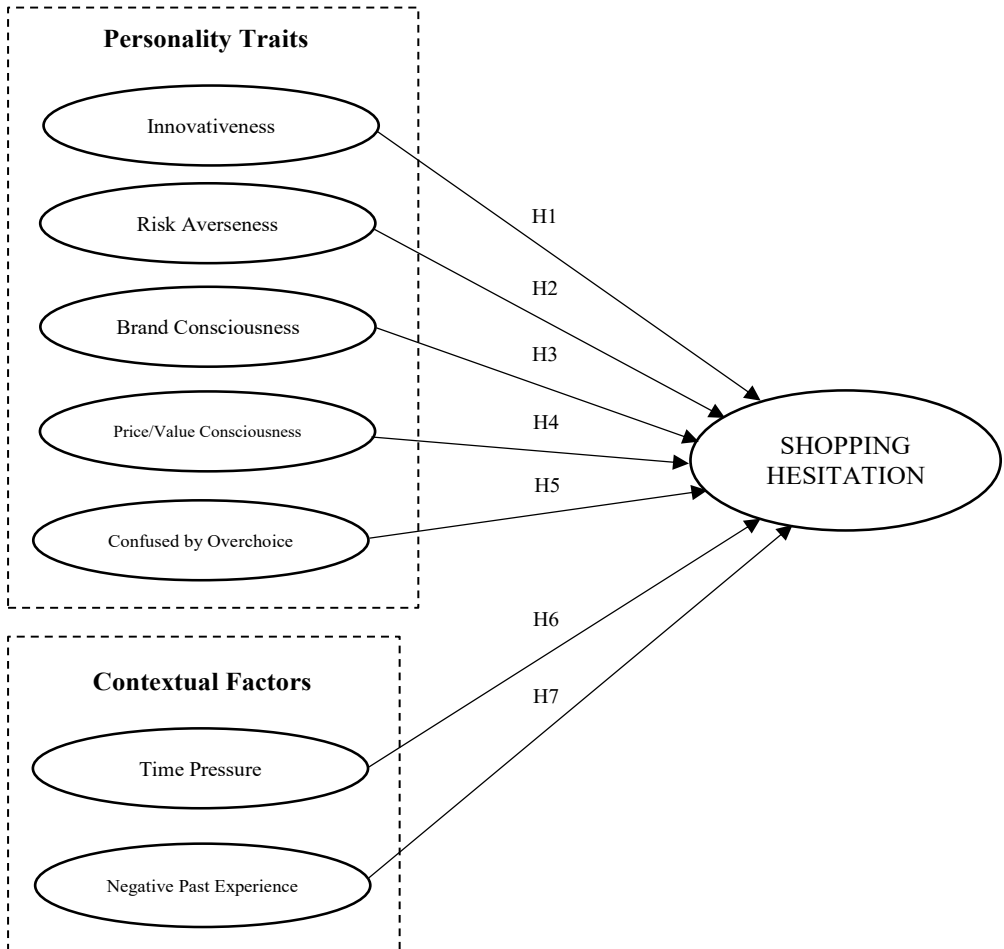 Personality Traits
Innovativeness
H1
Risk Averseness
H2
Brand Consciousness
H3
Price/Value Consciousness
H4
SHOPPING
HESITATION
H5
Confused by Overchoice
H6
Contextual Factors
H7
Time Pressure
Negative Past Experience